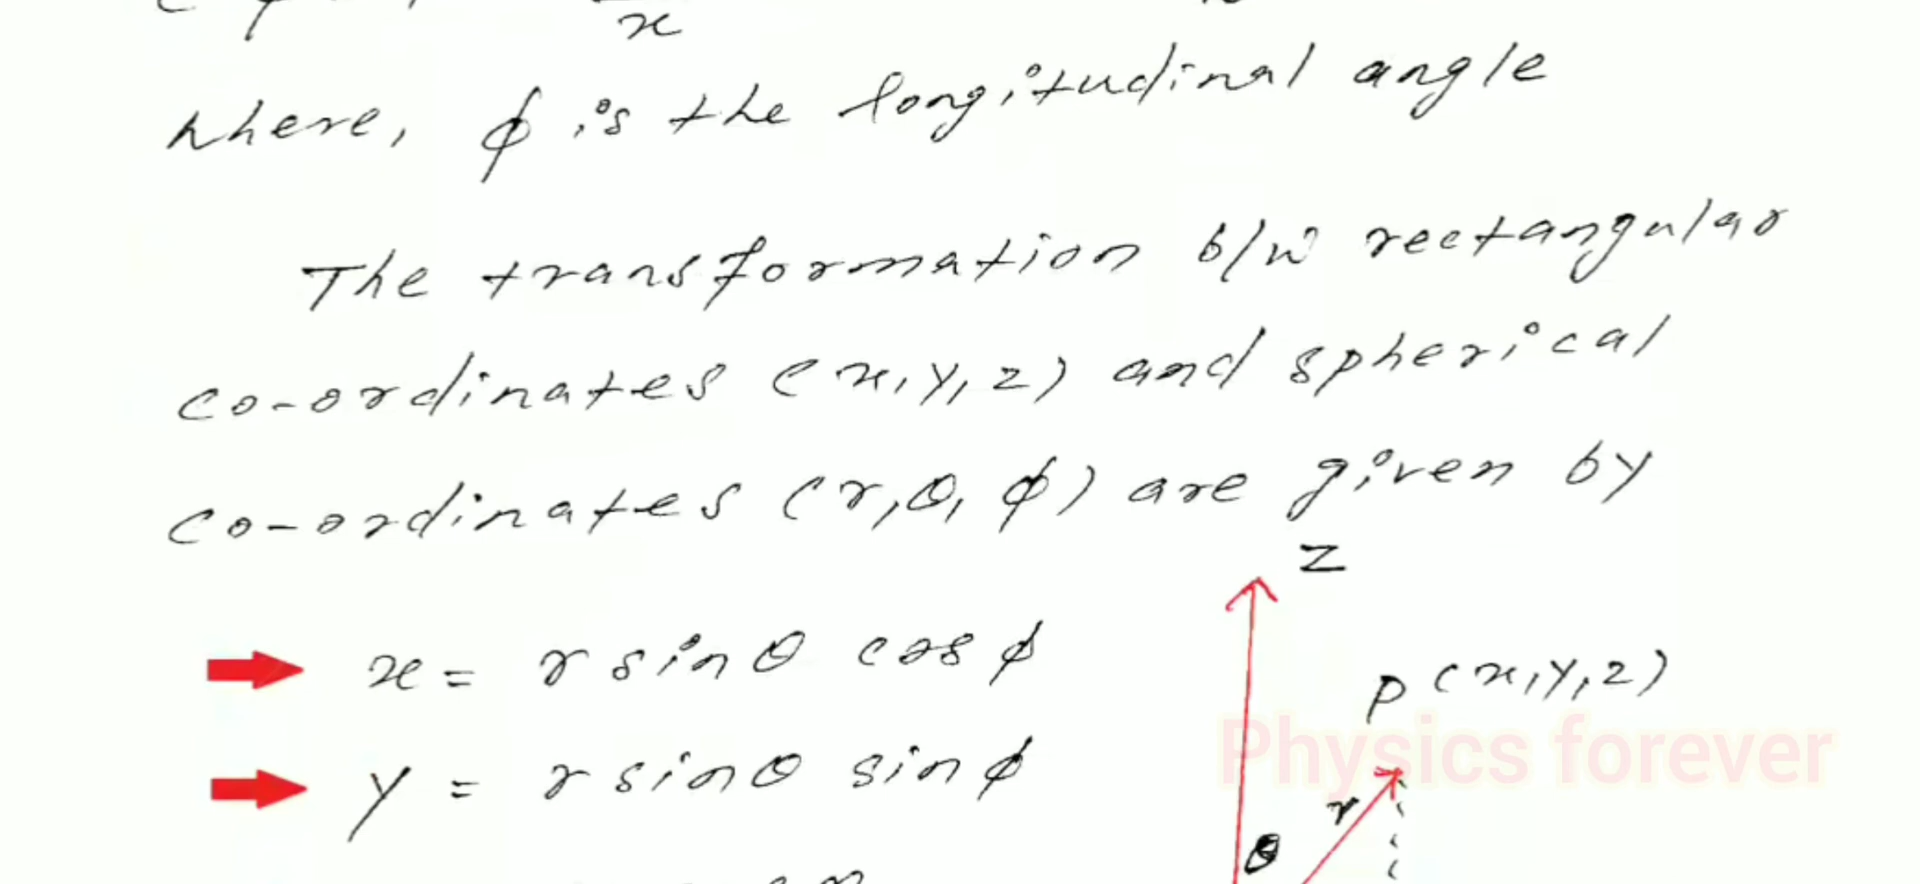 x
where, ϕ is the longitudinal angle
The transformation b/w rectangular
co-ordinates (x,y,z) and spherical
co-ordinates (r,θ,ϕ) are given by
Z
x = r sinθ cosϕ
P(x,y,z)
Physics forever
y = r sinθ sinϕ
r
θ